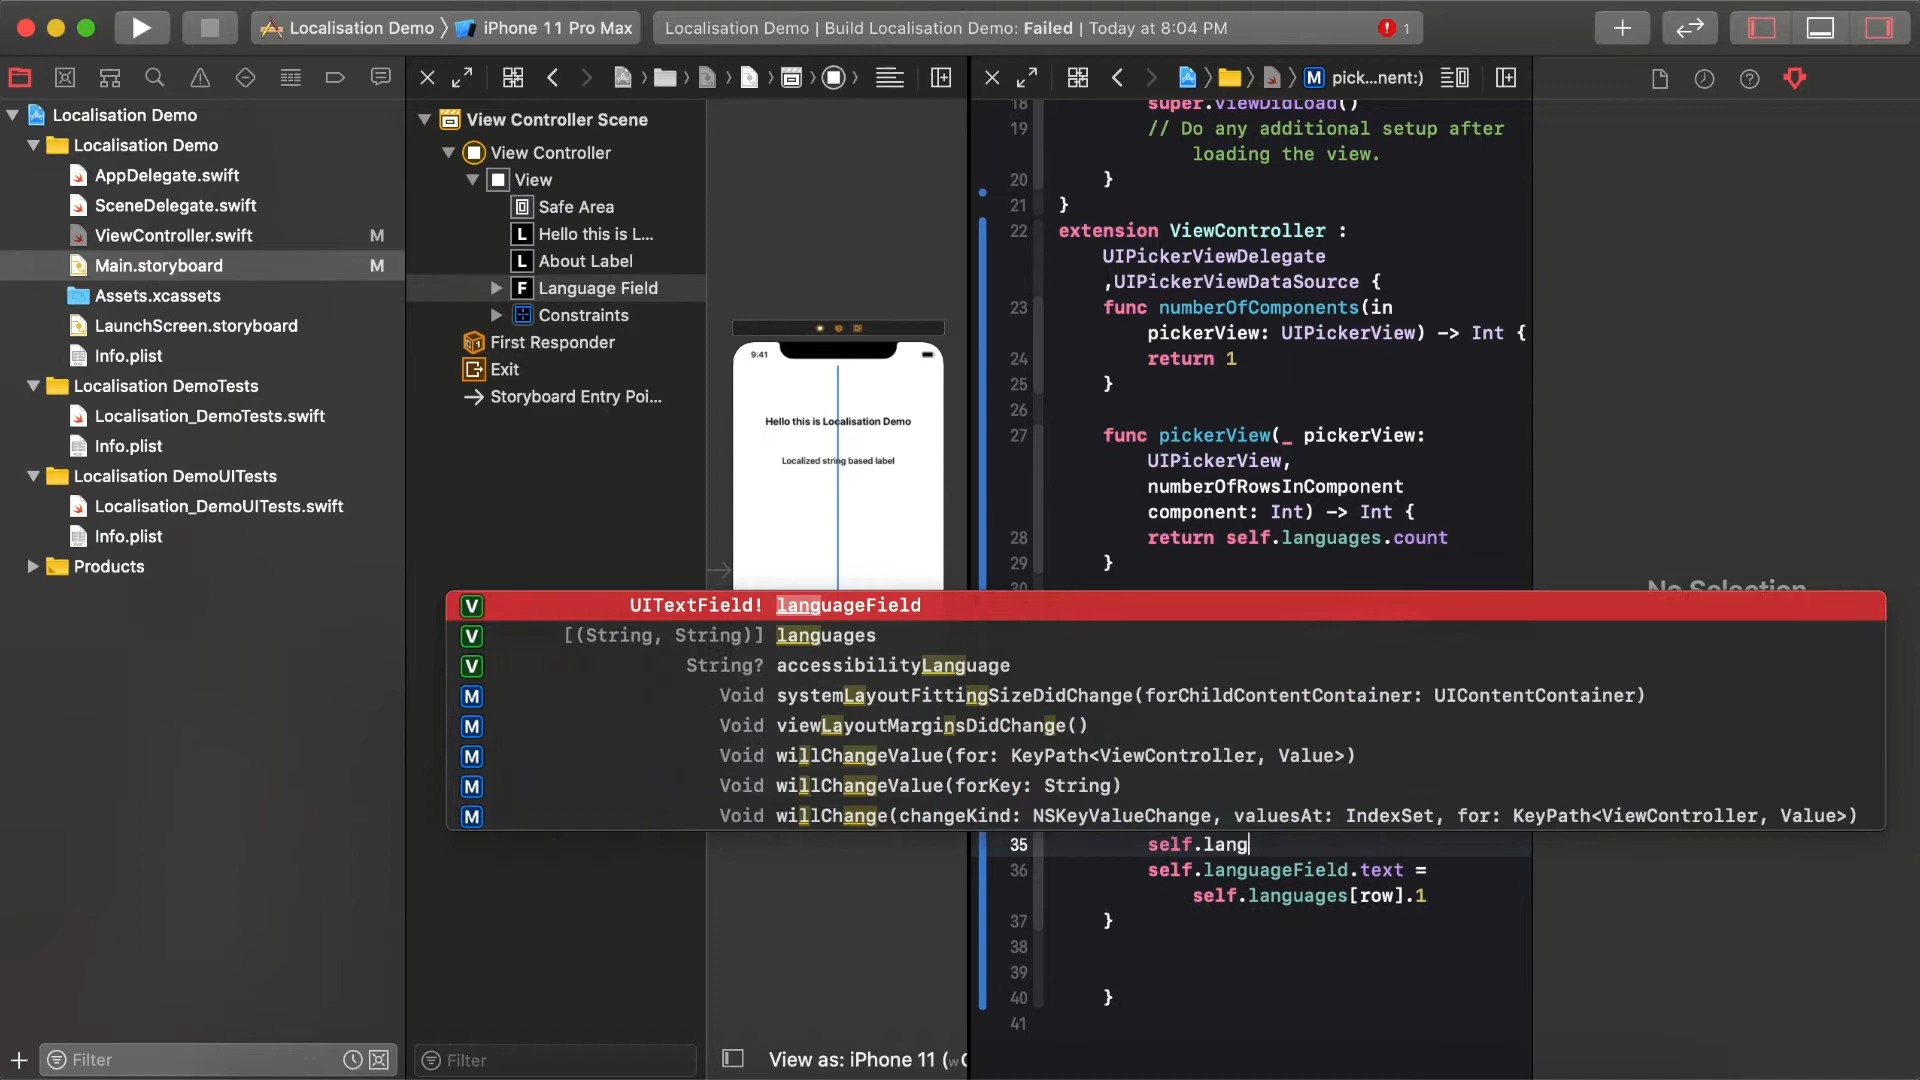 Localisation Demo
iPhone 11 Pro Max
Localisation Demo | Build Localisation Demo: Failed | Today at 8:04 PM
1
M pick...nent:)
Localisation Demo
Localisation Demo
AppDelegate.swift
SceneDelegate.swift
ViewController.swift M
Main.storyboard M
Assets.xcassets
LaunchScreen.storyboard
Info.plist
Localisation DemoTests
Localisation_DemoTests.swift
Info.plist
Localisation DemoUITests
Localisation_DemoUITests.swift
Info.plist
Products
Filter
View Controller Scene
View Controller
View
Safe Area
L Hello this is L...
L About Label
F Language Field
Constraints
First Responder
Exit
Storyboard Entry Poi...
Filter
9:41
Hello this is Localisation Demo
Localized string based label
View as: iPhone 11 (wC
18 super.viewDidLoad()
19 // Do any additional setup after
loading the view.
20 }
21 }
22 extension ViewController :
UIPickerViewDelegate
,UIPickerViewDataSource {
23 func numberOfComponents(in
pickerView: UIPickerView) -> Int {
24 return 1
25 }
26
27 func pickerView(_ pickerView:
UIPickerView,
numberOfRowsInComponent
component: Int) -> Int {
28 return self.languages.count
29 }
30
No Selection
V UITextField! languageField
V [(String, String)] languages
V String? accessibilityLanguage
M Void systemLayoutFittingSizeDidChange(forChildContentContainer: UIContentContainer)
M Void viewLayoutMarginsDidChange()
M Void willChangeValue(for: KeyPath<ViewController, Value>)
M Void willChangeValue(forKey: String)
M Void willChange(changeKind: NSKeyValueChange, valuesAt: IndexSet, for: KeyPath<ViewController, Value>)
35 self.lang
36 self.languageField.text =
self.languages[row].1
37 }
38
39
40 }
41